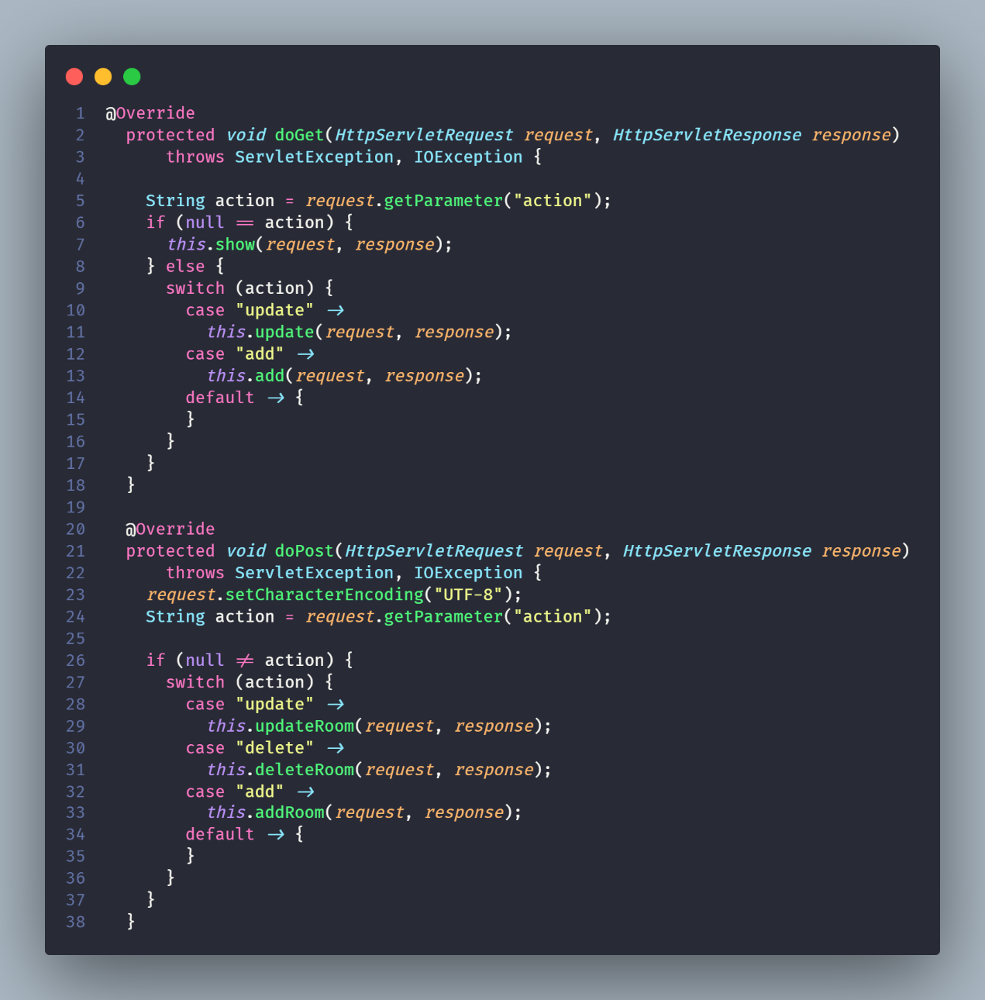 1 @Override
2   protected void doGet(HttpServletRequest request, HttpServletResponse response)
3       throws ServletException, IOException {
4
5     String action = request.getParameter("action");
6     if (null == action) {
7       this.show(request, response);
8     } else {
9       switch (action) {
10         case "update" ->
11           this.update(request, response);
12         case "add" ->
13           this.add(request, response);
14         default -> {
15         }
16       }
17     }
18   }
19
20   @Override
21   protected void doPost(HttpServletRequest request, HttpServletResponse response)
22       throws ServletException, IOException {
23     request.setCharacterEncoding("UTF-8");
24     String action = request.getParameter("action");
25
26     if (null != action) {
27       switch (action) {
28         case "update" ->
29           this.updateRoom(request, response);
30         case "delete" ->
31           this.deleteRoom(request, response);
32         case "add" ->
33           this.addRoom(request, response);
34         default -> {
35         }
36       }
37     }
38   }